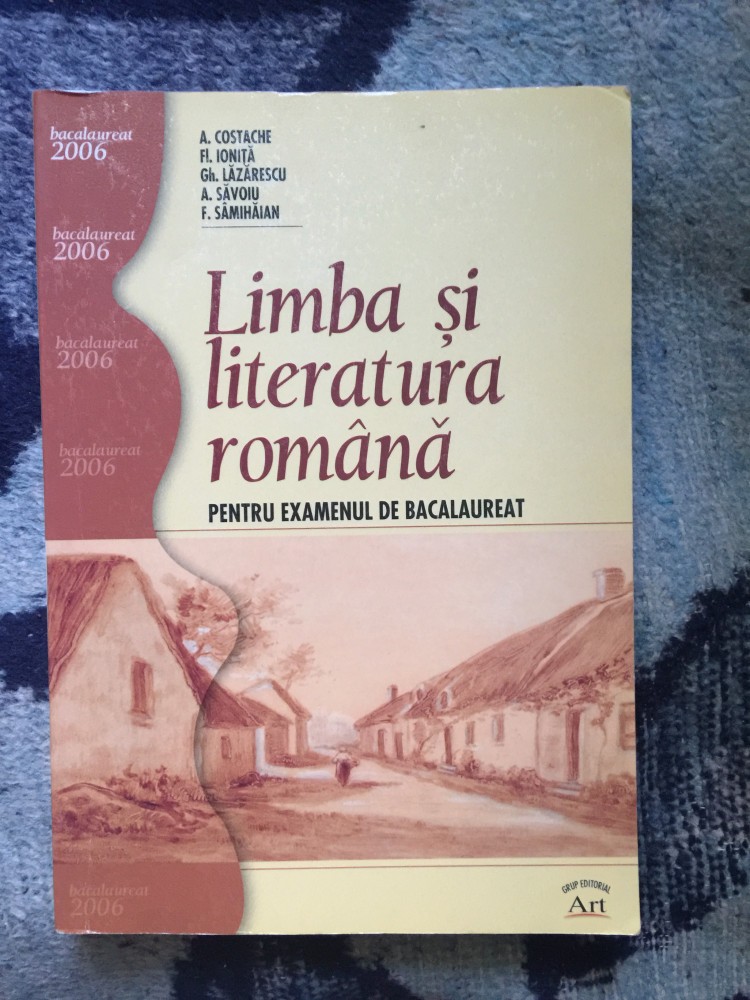 bacalaureat
2006
bacalaureat
2006
bacalaureat
2006
bacalaureat
2006
A. COSTACHE
Fl. IONIȚĂ
Gh. LĂZĂRESCU
A. SĂVOIU
F. SÂMIHĂIAN
Limba și
literatura
română
PENTRU EXAMENUL DE BACALAUREAT
bacalaureat
2006
GRUP EDITORIAL
Art